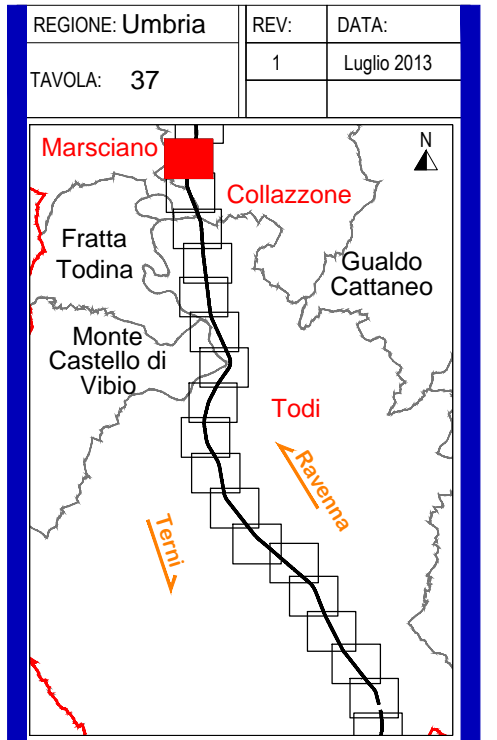 REGIONE: Umbria
REV:
DATA:
TAVOLA: 37
1
Luglio 2013
N
Marsciano
Collazzone
Fratta
Todina
Gualdo
Cattaneo
Monte
Castello di
Vibio
Todi
Ravenna
Terni